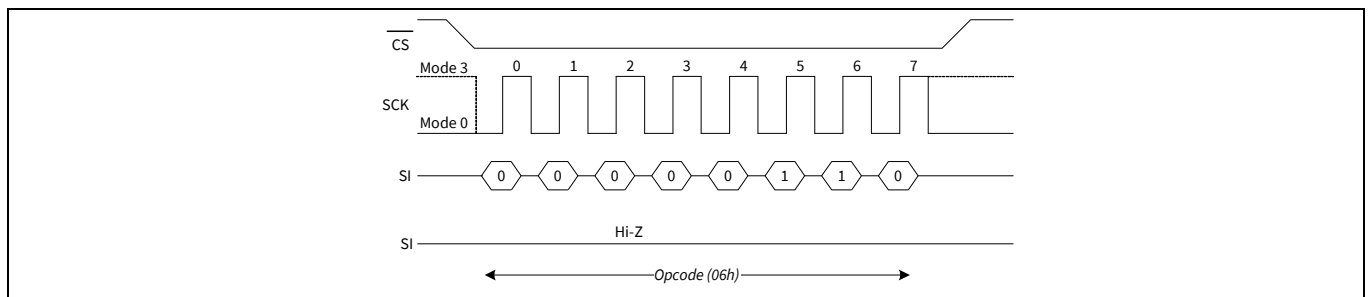 CS
Mode 3 0 1 2 3 4 5 6 7
SCK
Mode 0
SI 0 0 0 0 0 1 1 0
Hi-Z
SI
Opcode (06h)